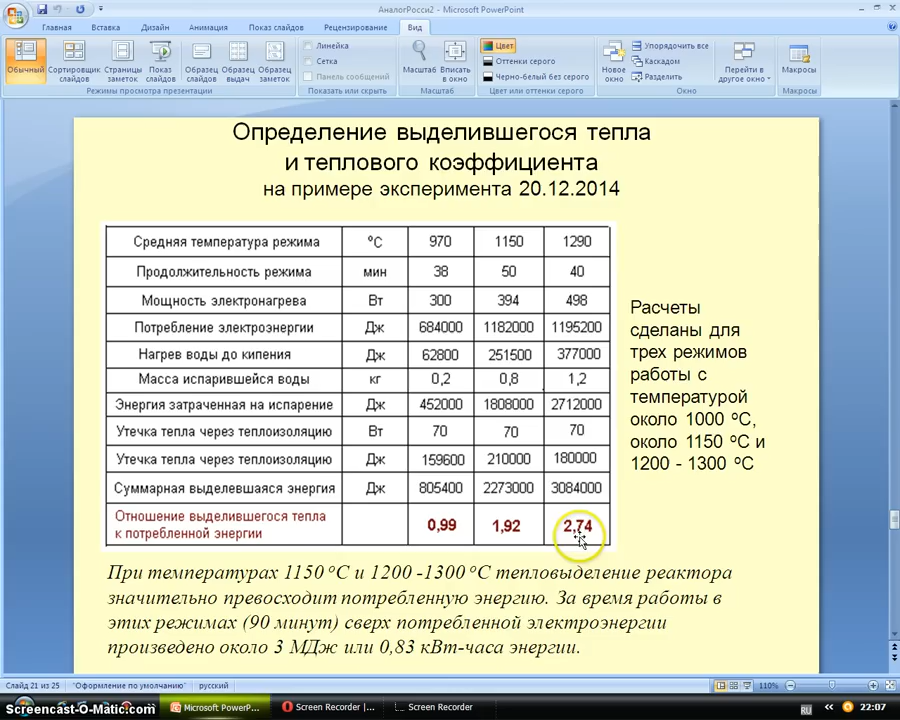 АналогРосси2 - Microsoft PowerPoint
Главная Вставка Дизайн Анимация Показ слайдов Рецензирование Вид
Линейка
Сетка
Панель сообщений
Цвет
Оттенки серого
Черно-белый без серого
Упорядочить все
Каскадом
Разделить
Обычный Сортировщик слайдов Страницы заметок Показ слайдов Образец слайдов Образец выдач Образец заметок Масштаб Вписать в окно Новое окно Перейти в другое окно Макросы
Режимы просмотра презентации Показать или скрыть Масштаб Цвет или оттенки серого Окно Макросы
Определение выделившегося тепла
и теплового коэффициента
на примере эксперимента 20.12.2014
Средняя температура режима ºС 970 1150 1290
Продолжительность режима мин 38 50 40
Мощность электронагрева Вт 300 394 498
Потребление электроэнергии Дж 684000 1182000 1195200
Нагрев воды до кипения Дж 62800 251500 377000
Масса испарившейся воды кг 0,2 0,8 1,2
Энергия затраченная на испарение Дж 452000 1808000 2712000
Утечка тепла через теплоизоляцию Вт 70 70 70
Утечка тепла через теплоизоляцию Дж 159600 210000 180000
Суммарная выделевшаяся энергия Дж 805400 2273000 3084000
Отношение выделившегося тепла
к потребленной энергии 0,99 1,92 2,74
Расчеты
сделаны для
трех режимов
работы с
температурой
около 1000 ºС,
около 1150 ºС и
1200 - 1300 ºС
При температурах 1150 ºС и 1200 -1300 ºС тепловыделение реактора
значительно превосходит потребленную энергию. За время работы в
этих режимах (90 минут) сверх потребленной электроэнергии
произведено около 3 МДж или 0,83 кВт-часа энергии.
Слайд 21 из 25 "Оформление по умолчанию" русский 110%
Screencast-O-Matic.com Microsoft PowerP... Screen Recorder |... Screen Recorder RU 22:07